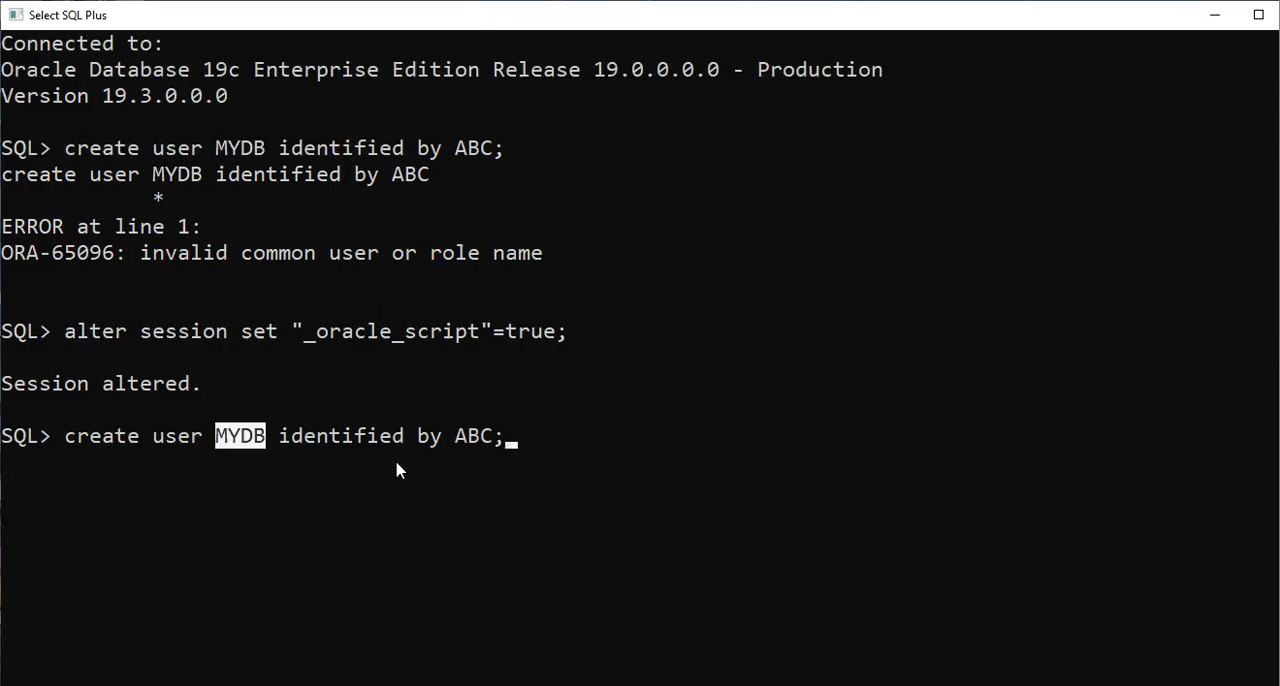 Select SQL Plus
Connected to:
Oracle Database 19c Enterprise Edition Release 19.0.0.0.0 - Production
Version 19.3.0.0.0
SQL> create user MYDB identified by ABC;
create user MYDB identified by ABC
*
ERROR at line 1:
ORA-65096: invalid common user or role name
SQL> alter session set "_oracle_script"=true;
Session altered.
SQL> create user MYDB identified by ABC;